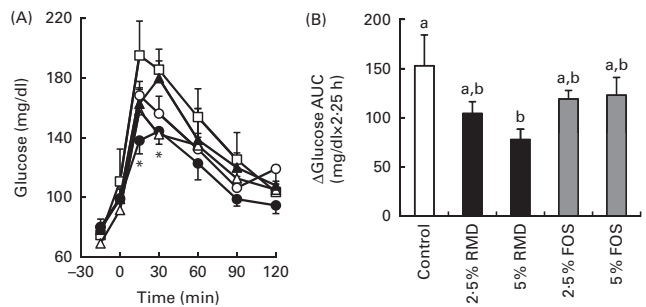 (A)
220
180
140
100
60
Glucose (mg/dl)
*
*
−30
0
30
60
90
120
Time (min)
(B)
200
150
100
50
0
ΔGlucose AUC
(mg/dl×2·25 h)
a
a,b
b
a,b
a,b
Control
2·5% RMD
5% RMD
2·5% FOS
5% FOS